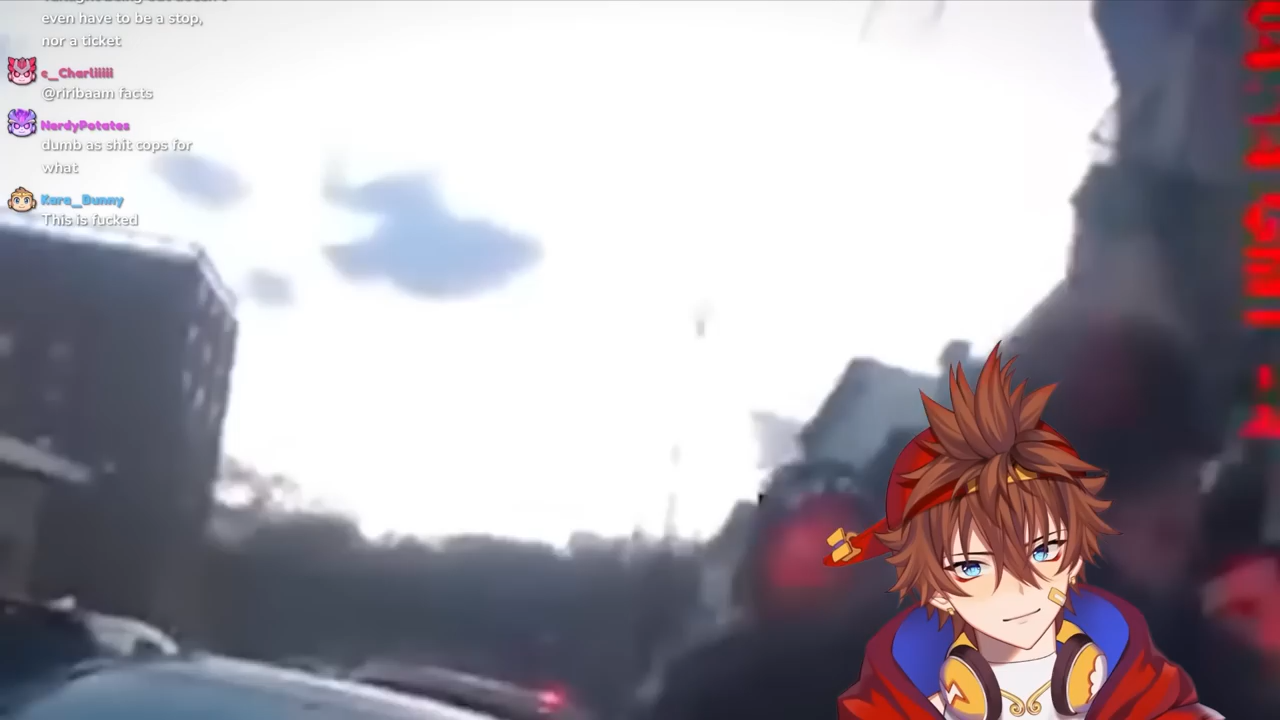 even have to be a stop,
nor a ticket
c_Charliiiii
@riribaam facts
NerdyPotates
dumb as shit cops for
what
Kara_Bunny
This is fucked